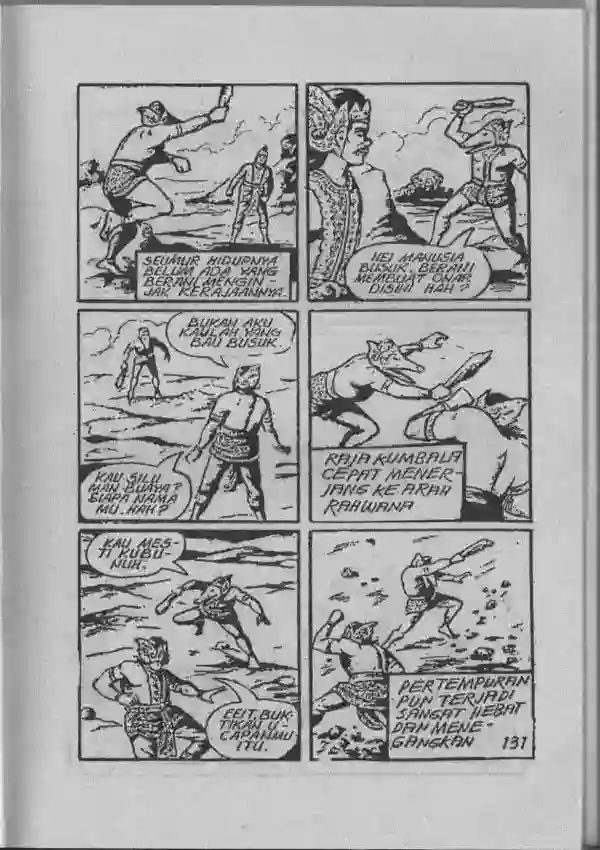 SEUMUR HIDUPNYA
BELUM ADA YANG
BERANI MENGIN-
JAK KERAJAANNYA.
HEI MANUSIA
BUSUK. BERANI
MEMBUAT ONAR
DISINI HAH?
BUKAN AKU
KAULAH YANG
BAU BUSUK.
KAU SILU
MAN BUAYA?
SIAPA NAMA
MU. HAH?
RAJA KUMBALA
CEPAT MENER-
JANG KE ARAH
RAHWANA
KAU MES-
TI KUBU-
NUH.
EEIT. BUK-
TIKAN U-
CAPANMU
ITU.
PERTEMPURAN
PUN TERJADI
SANGAT HEBAT
DAN MENE-
GANGKAN
131